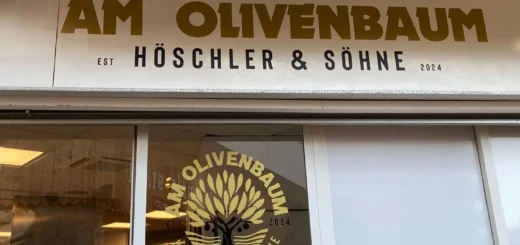 AM OLIVENBAUM
EST HÖSCHLER & SÖHNE 2024
AM OLIVENBAUM
2024